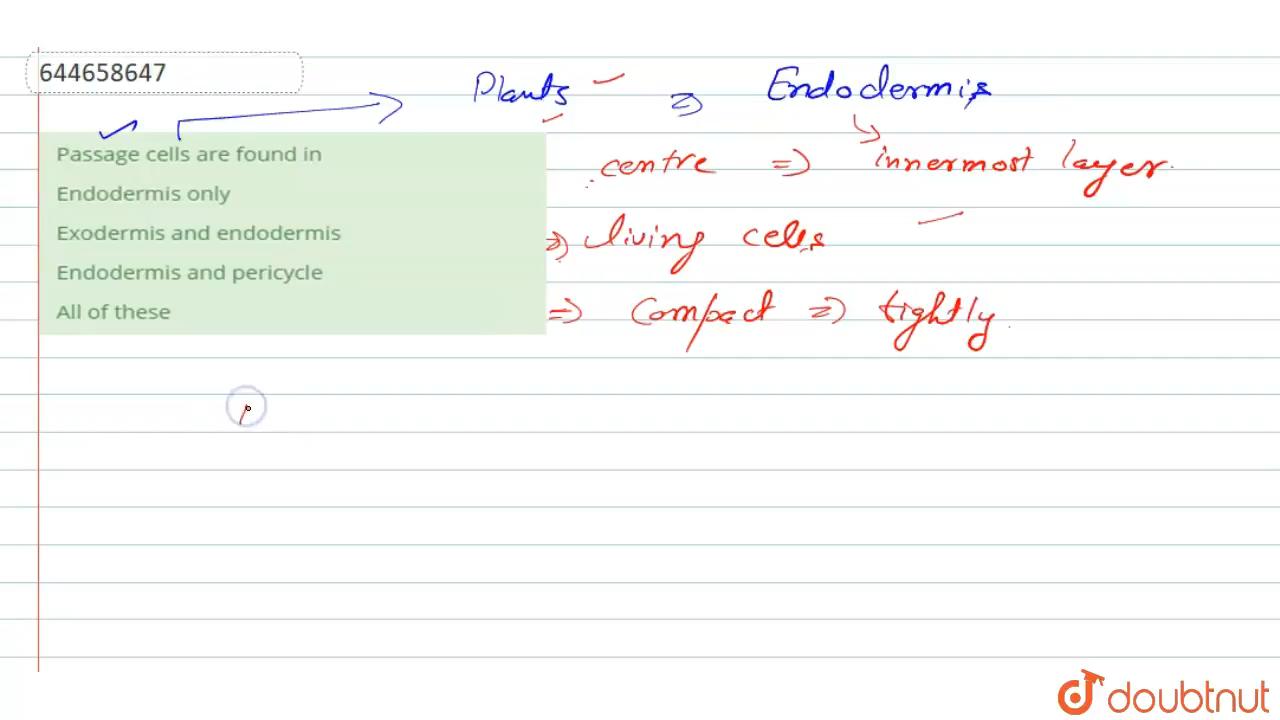 644658647
Plants ⇒ Endodermis
Passage cells are found in
centre ⇒ innermost layer.
Endodermis only
Exodermis and endodermis
⇒ living cells
Endodermis and pericycle
All of these
⇒ Compact ⇒ tightly.
doubtnut